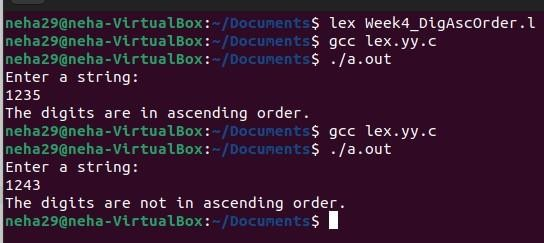 neha29@neha-VirtualBox:~/Documents$ lex Week4_DigAscOrder.l
neha29@neha-VirtualBox:~/Documents$ gcc lex.yy.c
neha29@neha-VirtualBox:~/Documents$ ./a.out
Enter a string:
1235
The digits are in ascending order.
neha29@neha-VirtualBox:~/Documents$ gcc lex.yy.c
neha29@neha-VirtualBox:~/Documents$ ./a.out
Enter a string:
1243
The digits are not in ascending order.
neha29@neha-VirtualBox:~/Documents$